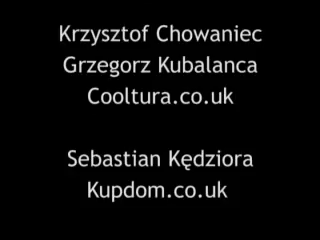 Krzysztof Chowaniec
Grzegorz Kubalanca
Cooltura.co.uk
Sebastian Kędziora
Kupdom.co.uk